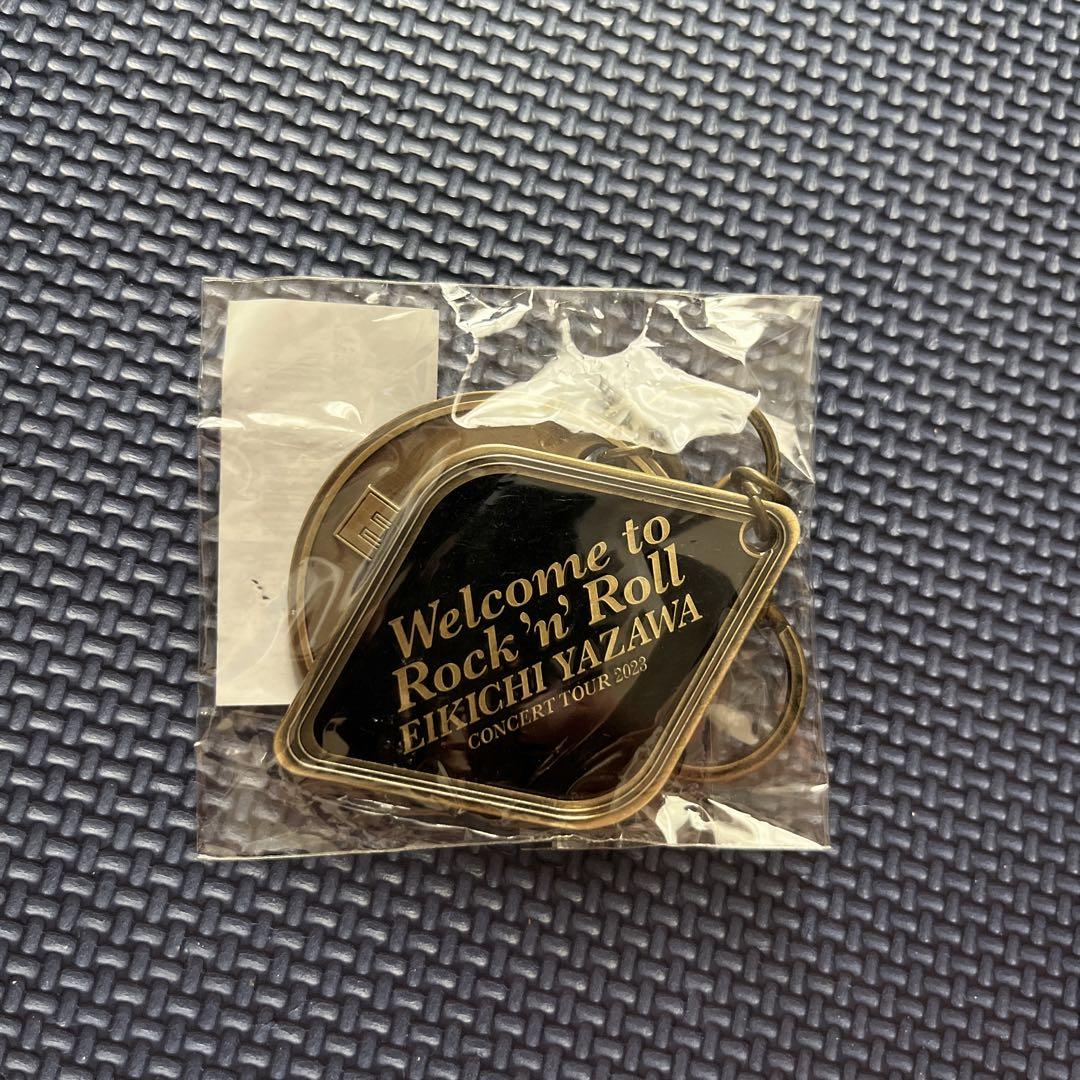 Welcome to
Rock 'n' Roll
EIKICHI YAZAWA
CONCERT TOUR 2023
E